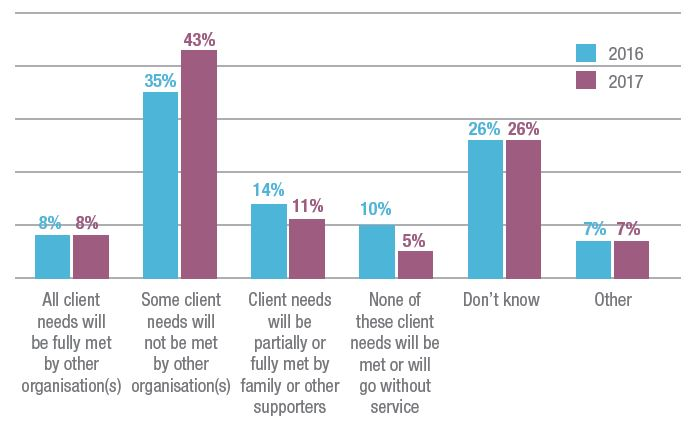 43%
2016
35%
2017
26% 26%
14%
11%
10%
8% 8%
5%
7% 7%
All client
needs will
be fully met
by other
organisation(s)
Some client
needs will
not be met
by other
organisation(s)
Client needs
will be
partially or
fully met by
family or other
supporters
None of
these client
needs will be
met or will
go without
service
Don't know
Other